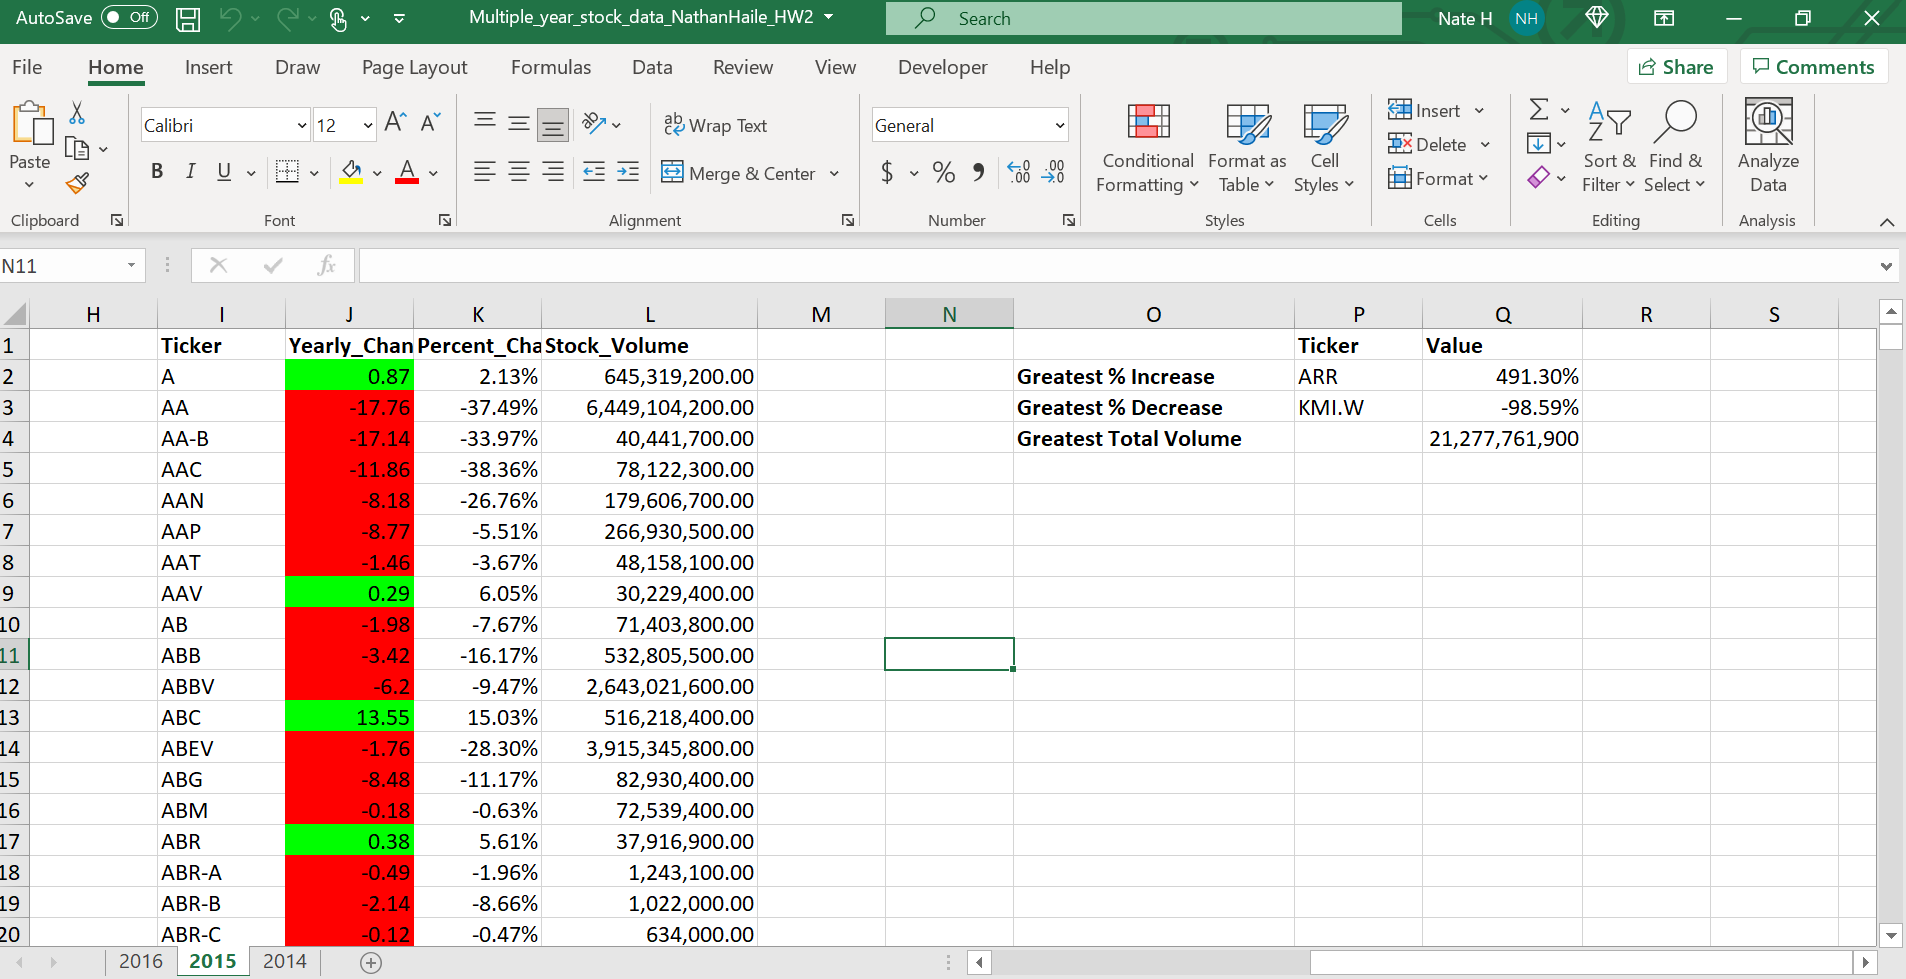 AutoSave Off Multiple_year_stock_data_NathanHaile_HW2 Search Nate H NH
File Home Insert Draw Page Layout Formulas Data Review View Developer Help Share Comments
Calibri 12 A A ab Wrap Text General Insert Σ A Z
Paste B I U A Merge & Center $ % .00 .00 Conditional Formatting Format as Table Cell Styles Delete Format Sort & Filter Find & Select Analyze Data
Clipboard Font Alignment Number Styles Cells Editing Analysis
N11 fx
H I J K L M N O P Q R S
1 Ticker Yearly_Chan Percent_Cha Stock_Volume Ticker Value
2 A 0.87 2.13% 645,319,200.00 Greatest % Increase ARR 491.30%
3 AA -17.76 -37.49% 6,449,104,200.00 Greatest % Decrease KMI.W -98.59%
4 AA-B -17.14 -33.97% 40,441,700.00 Greatest Total Volume 21,277,761,900
5 AAC -11.86 -38.36% 78,122,300.00
6 AAN -8.18 -26.76% 179,606,700.00
7 AAP -8.77 -5.51% 266,930,500.00
8 AAT -1.46 -3.67% 48,158,100.00
9 AAV 0.29 6.05% 30,229,400.00
10 AB -1.98 -7.67% 71,403,800.00
11 ABB -3.42 -16.17% 532,805,500.00
12 ABBV -6.2 -9.47% 2,643,021,600.00
13 ABC 13.55 15.03% 516,218,400.00
14 ABEV -1.76 -28.30% 3,915,345,800.00
15 ABG -8.48 -11.17% 82,930,400.00
16 ABM -0.18 -0.63% 72,539,400.00
17 ABR 0.38 5.61% 37,916,900.00
18 ABR-A -0.49 -1.96% 1,243,100.00
19 ABR-B -2.14 -8.66% 1,022,000.00
20 ABR-C -0.12 -0.47% 634,000.00
2016 2015 2014